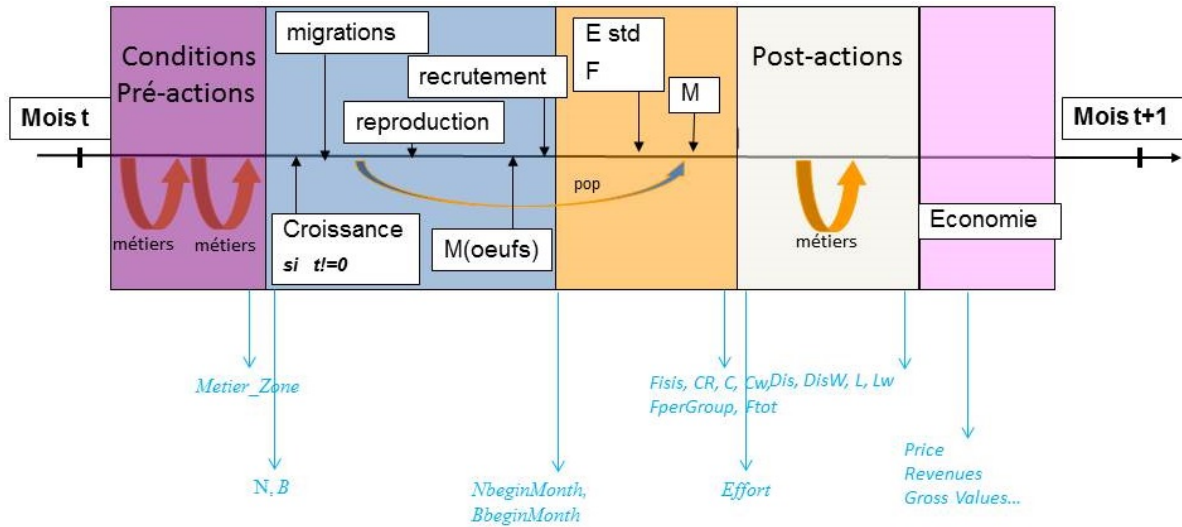 Conditions
Pré-actions
migrations
recrutement
reproduction
E std
F
M
Post-actions
Mois t
Mois t+1
métiers
métiers
Croissance
si t!=0
M(oeufs)
pop
métiers
Economie
Metier_Zone
Fisis, CR, C, Cw,
FperGroup, Ftot
Dis, DisW, L, Lw
N, B
NbeginMonth,
BbeginMonth
Effort
Price
Revenues
Gross Values...